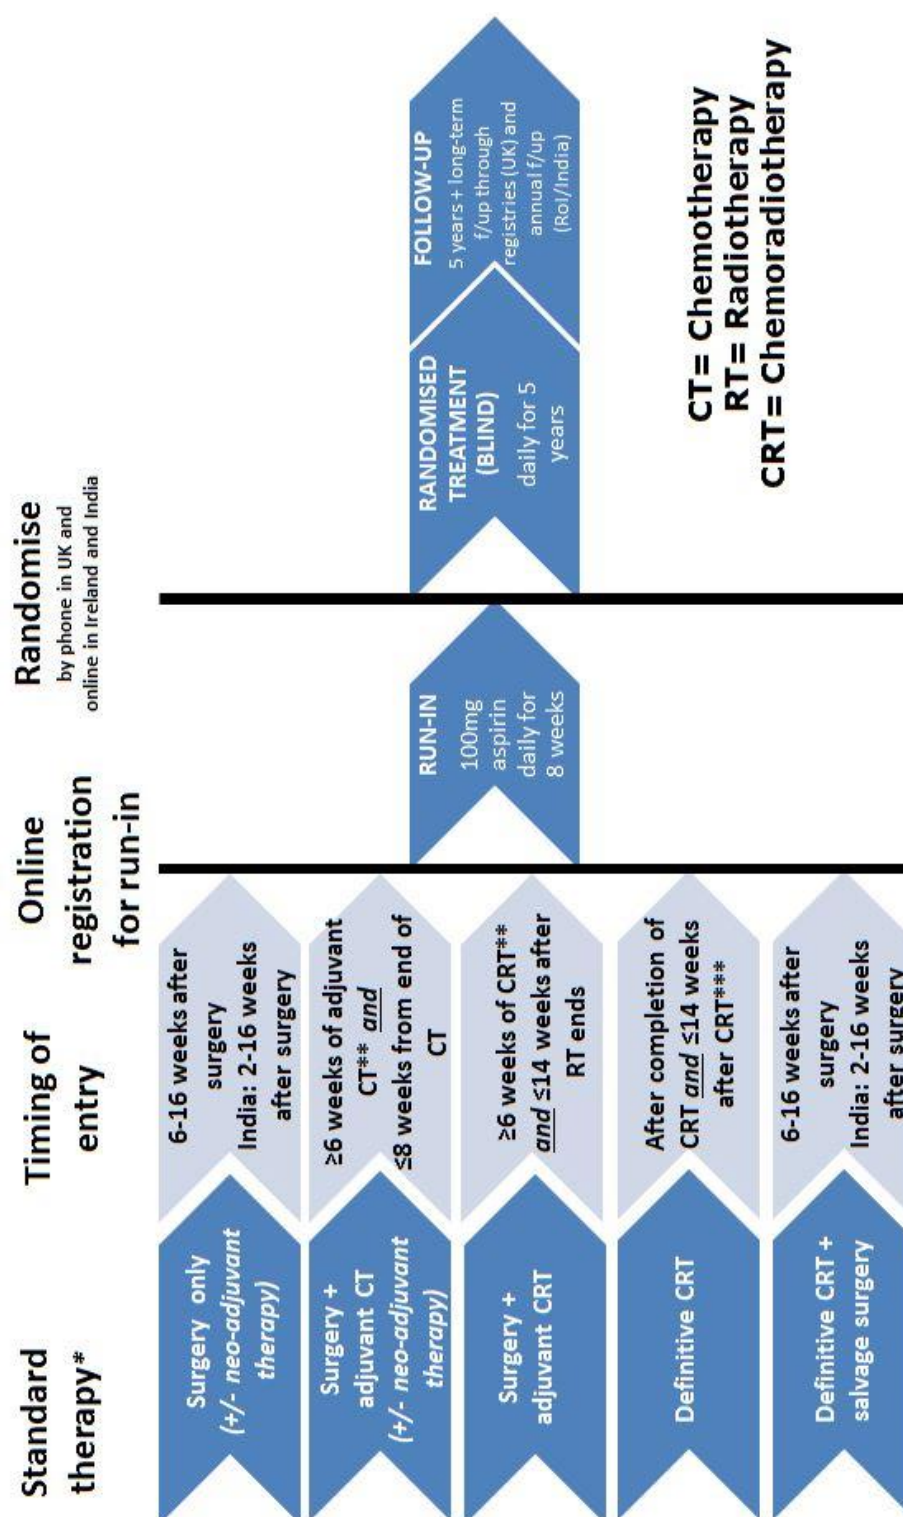 Standard
therapy*
Timing of
entry
Online
registration
for run-in
Randomise
by phone in UK and
online in Ireland and India
Surgery only
(+/- neo-adjuvant
therapy)
6-16 weeks after
surgery
India: 2-16 weeks
after surgery
Surgery +
adjuvant CT
(+/- neo-adjuvant
therapy)
≥6 weeks of adjuvant
CT** and
≤8 weeks from end of
CT
Surgery +
adjuvant CRT
≥6 weeks of CRT**
and ≤14 weeks after
RT ends
Definitive CRT
After completion of
CRT and ≤14 weeks
after CRT***
Definitive CRT +
salvage surgery
6-16 weeks after
surgery
India: 2-16 weeks
after surgery
RUN-IN
100mg
aspirin
daily for
8 weeks
RANDOMISED
TREATMENT
(BLIND)
daily for 5
years
FOLLOW-UP
5 years + long-term
f/up through
registries (UK) and
annual f/up
(RoI/India)
CT= Chemotherapy
RT= Radiotherapy
CRT= Chemoradiotherapy